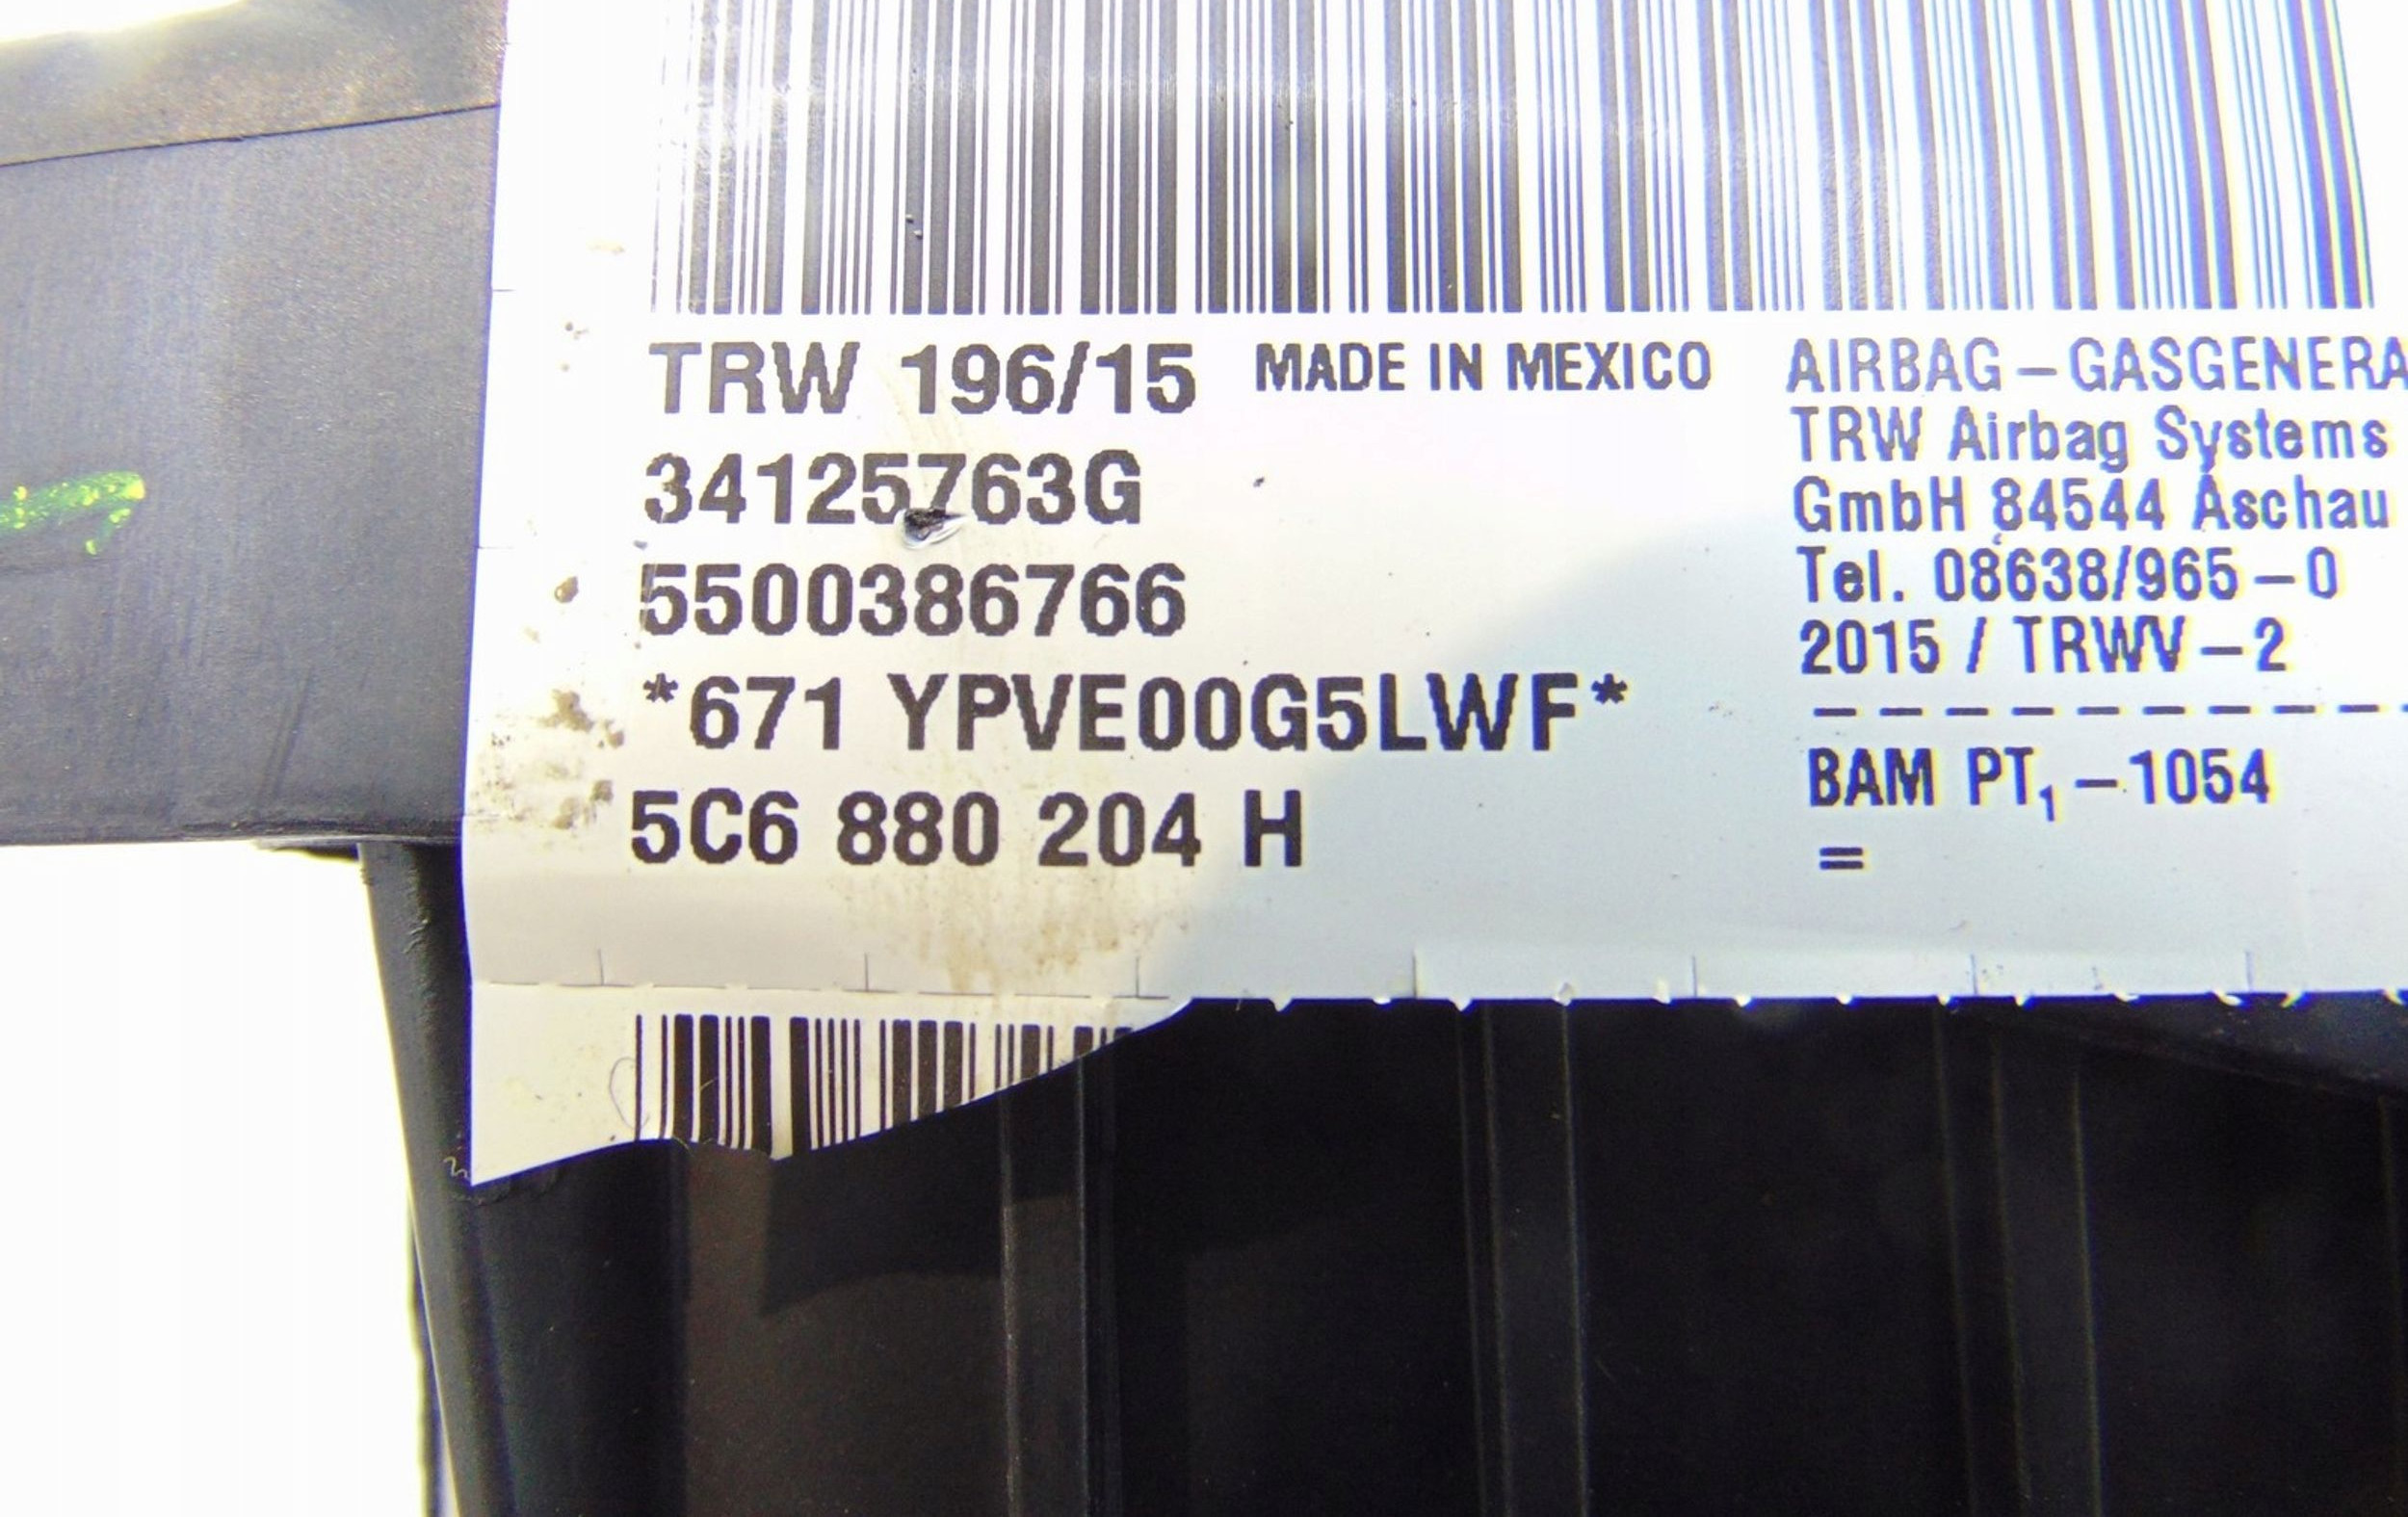 TRW 196/15 MADE IN MEXICO
34125763G
5500386766
*671 YPVE00G5LWF*
5C6 880 204 H
AIRBAG – GASGENERA
TRW Airbag Systems
GmbH 84544 Aschau
Tel. 08638/965 – 0
2015 / TRWV – 2
BAM PT₁ – 1054
=